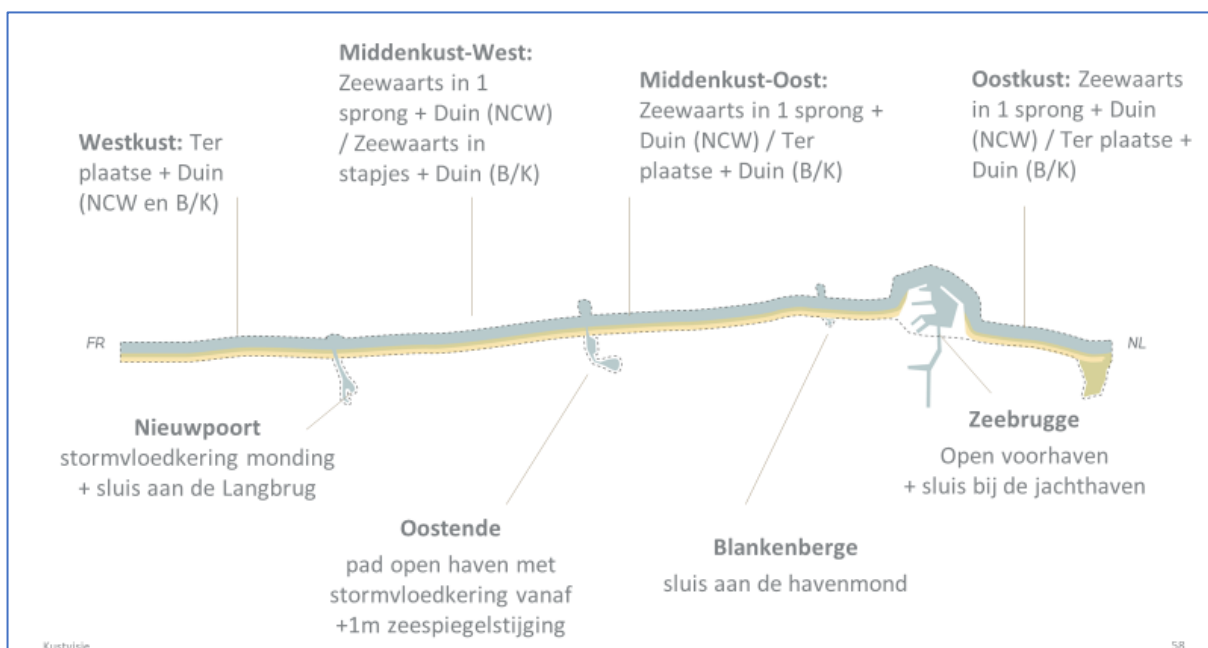 Middenkust-West:
Zeewaarts in 1
sprong + Duin (NCW)
/ Zeewaarts in
stapjes + Duin (B/K)
Middenkust-Oost:
Zeewaarts in 1 sprong +
Duin (NCW) / Ter
plaatse + Duin (B/K)
Oostkust: Zeewaarts
in 1 sprong + Duin
(NCW) / Ter plaatse +
Duin (B/K)
Westkust: Ter
plaatse + Duin
(NCW en B/K)
FR
NL
Nieuwpoort
stormvloedkering monding
+ sluis aan de Langbrug
Oostende
pad open haven met
stormvloedkering vanaf
+1m zeespiegelstijging
Blankenberge
sluis aan de havenmond
Zeebrugge
Open voorhaven
+ sluis bij de jachthaven
Kustvisie
58